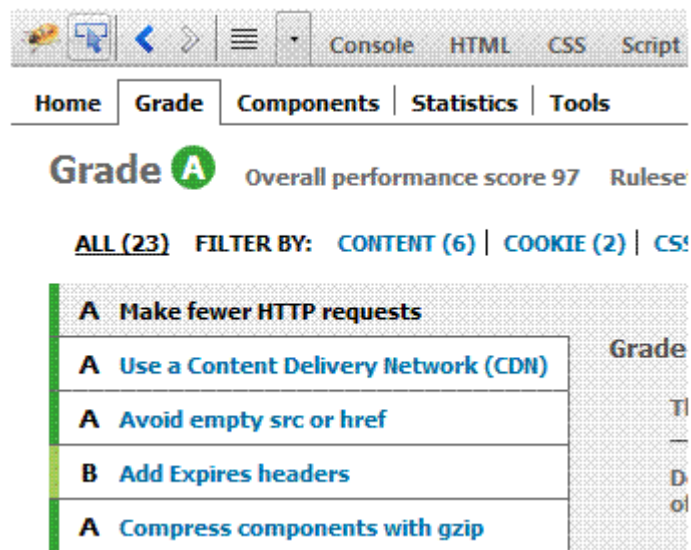 Console HTML CSS Script
Home Grade Components Statistics Tools
Grade A Overall performance score 97
ALL (23) FILTER BY: CONTENT (6) COOKIE (2)
A Make fewer HTTP requests
A Use a Content Delivery Network (CDN)
Grade
A Avoid empty src or href
B Add Expires headers
A Compress components with gzip